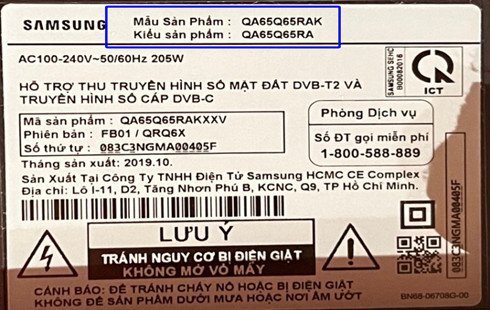 SAMSUNG
Mẫu Sản Phẩm : QA65Q65RAK
Kiểu sản phẩm : QA65Q65RA
AC100-240V~50/60Hz 205W
HỖ TRỢ THU TRUYỀN HÌNH SỐ MẶT ĐẤT DVB-T2 VÀ
TRUYỀN HÌNH SỐ CÁP DVB-C
SAMSUNG SEHC
B00082016
ICT
Mã sản phẩm : QA65Q65RAKXXV
Phiên bản : FB01 / QRQ6X
Số thứ tự : 083C3NGMA00405F
Phòng Dịch vụ
Số ĐT gọi miễn phí
1-800-588-889
Tháng sản xuất: 2019.10.
Sản Xuất Tại Công Ty TNHH Điện Tử Samsung HCMC CE Complex
Địa chỉ: Lô I-11, D2, Tăng Nhơn Phú B, KCNC, Q9, TP Hồ Chí Minh.
LƯU Ý
TRÁNH NGUY CƠ BỊ ĐIỆN GIẬT
KHÔNG MỞ VỎ MÁY
ĐỂ TRÁNH CHÁY NỔ HOẶC BỊ ĐIỆN GIẬT
KHÔNG ĐỂ SẢN PHẨM DƯỚI MƯA HOẶC NƠI ẨM ƯỚT
083C3NGMA00405F
BN68-06708G-00